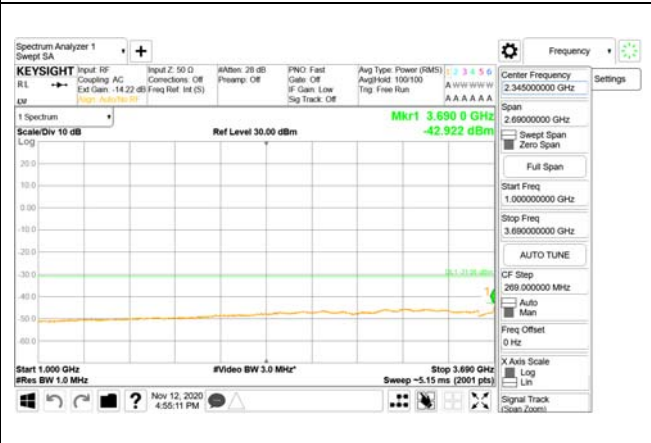 Spectrum Analyzer 1
Swept SA
+
Frequency
KEYSIGHT
RL
Input: RF
Coupling: AC
Ext Gain: -14.22 dB
Align: Auto/No RF
Input Z: 50 Ω
Corrections: Off
Freq Ref: Int (S)
#Atten: 28 dB
Preamp: Off
PNO: Fast
Gate: Off
IF Gain: Low
Sig Track: Off
Avg Type: Power (RMS)
Avg|Hold: 100/100
Trig: Free Run
1 2 3 4 5 6
A W W W W W
A A A A A A
Center Frequency
2.345000000 GHz
Settings
1 Spectrum
Mkr1 3.690 0 GHz
Scale/Div 10 dB
Ref Level 30.00 dBm
-42.922 dBm
Log
Span
2.69000000 GHz
Swept Span
Zero Span
Full Span
Start Freq
1.000000000 GHz
Stop Freq
3.690000000 GHz
AUTO TUNE
CF Step
269.000000 MHz
Auto
Man
Freq Offset
0 Hz
X Axis Scale
Log
Lin
Signal Track
(Span Zoom)
20.0
10.0
0.00
-10.0
-20.0
-30.0
-40.0
-50.0
-60.0
1
Start 1.000 GHz
#Video BW 3.0 MHz*
Stop 3.690 GHz
#Res BW 1.0 MHz
Sweep ~5.15 ms (2001 pts)
?
Nov 12, 2020
4:55:11 PM